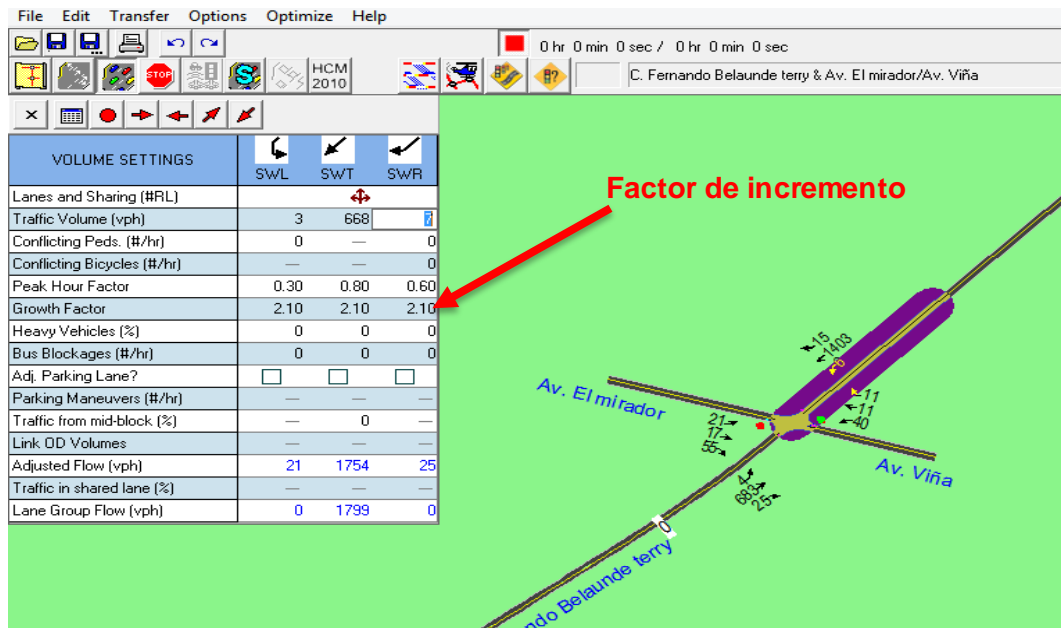 File Edit Transfer Options Optimize Help
0 hr 0 min 0 sec / 0 hr 0 min 0 sec
STOP
HCM 2010
C. Fernando Belaunde terry & Av. El mirador/Av. Viña
VOLUME SETTINGS SWL SWT SWR
Lanes and Sharing (#RL)
Traffic Volume (vph) 3 668 7
Conflicting Peds. (#/hr) 0 — 0
Conflicting Bicycles (#/hr) — — 0
Peak Hour Factor 0.30 0.80 0.60
Growth Factor 2.10 2.10 2.10
Heavy Vehicles (%) 0 0 0
Bus Blockages (#/hr) 0 0 0
Adj. Parking Lane?
Parking Maneuvers (#/hr) — — —
Traffic from mid-block (%) — 0 —
Link OD Volumes — — —
Adjusted Flow (vph) 21 1754 25
Traffic in shared lane (%) — — —
Lane Group Flow (vph) 0 1799 0
Factor de incremento
15
1403
Av. El mirador
11
11
40
21
17
55
Av. Viña
4
683
25
0
ndo Belaunde terry